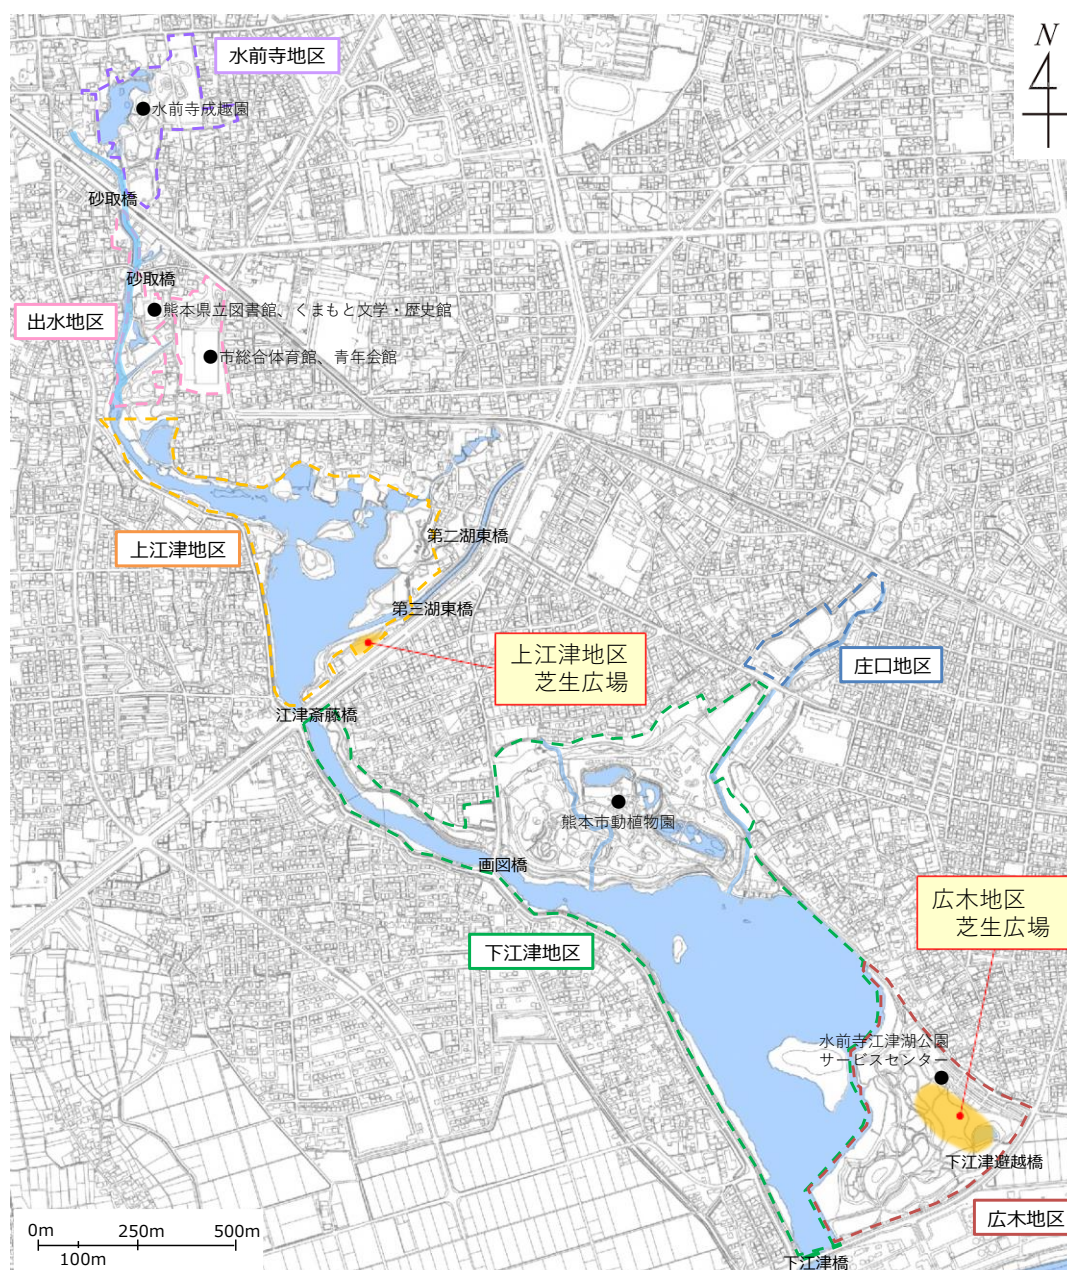 水前寺地区
N
水前寺成趣園
砂取橋
砂取橋
熊本県立図書館、くまもと文学・歴史館
出水地区
市総合体育館、青年会館
第二湖東橋
上江津地区
第三湖東橋
上江津地区
芝生広場
庄口地区
江津斎藤橋
熊本市動植物園
画図橋
広木地区
芝生広場
下江津地区
水前寺江津湖公園
サービスセンター
下江津避越橋
広木地区
0m 250m 500m
100m
下江津橋